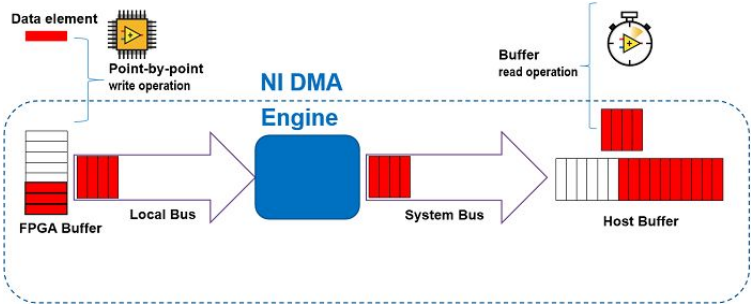 Data element
Point-by-point
write operation
Buffer
read operation
NI DMA
Engine
Local Bus
System Bus
FPGA Buffer
Host Buffer